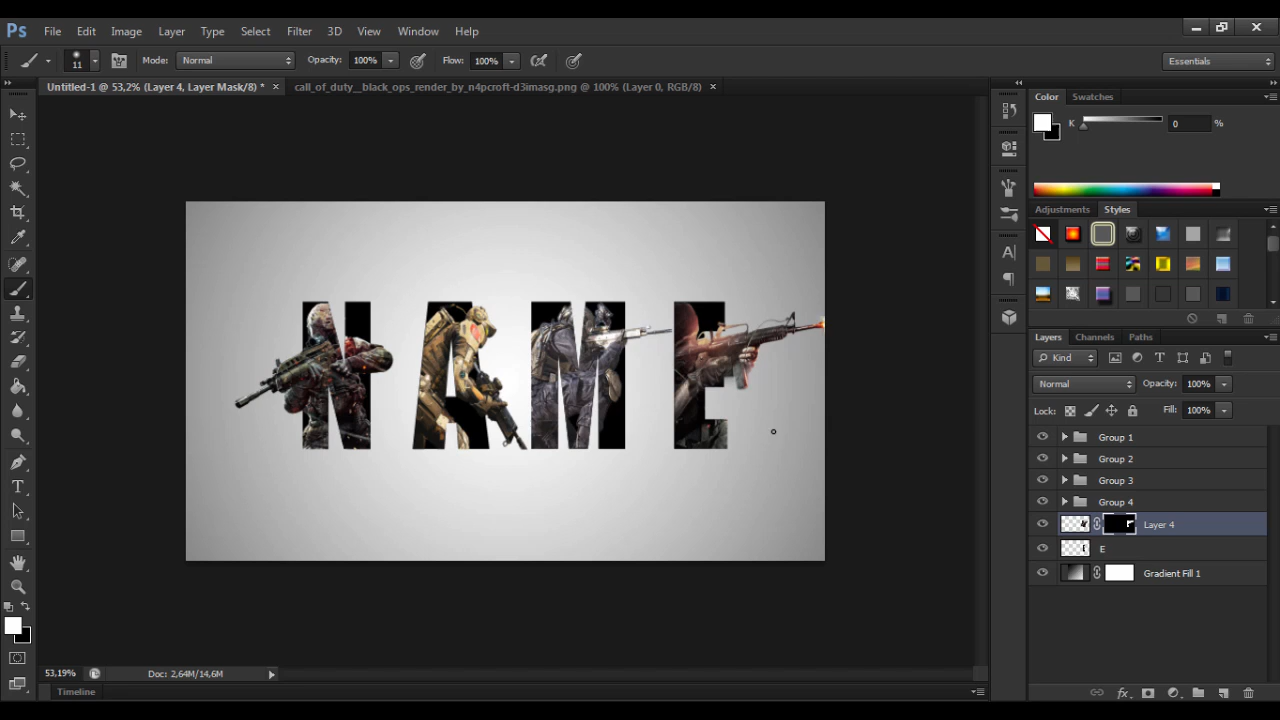 Ps File Edit Image Layer Type Select Filter 3D View Window Help
11 Mode: Normal Opacity: 100% Flow: 100% Essentials
Untitled-1 @ 53,2% (Layer 4, Layer Mask/8) * call_of_duty__black_ops_render_by_n4pcroft-d3imasg.png @ 100% (Layer 0, RGB/8)
Color Swatches
K 0 %
Adjustments Styles
NAME
Layers Channels Paths
Kind
Normal Opacity: 100%
Lock: Fill: 100%
Group 1
Group 2
Group 3
Group 4
Layer 4
E
Gradient Fill 1
53,19% Doc: 2,64M/14,6M
Timeline